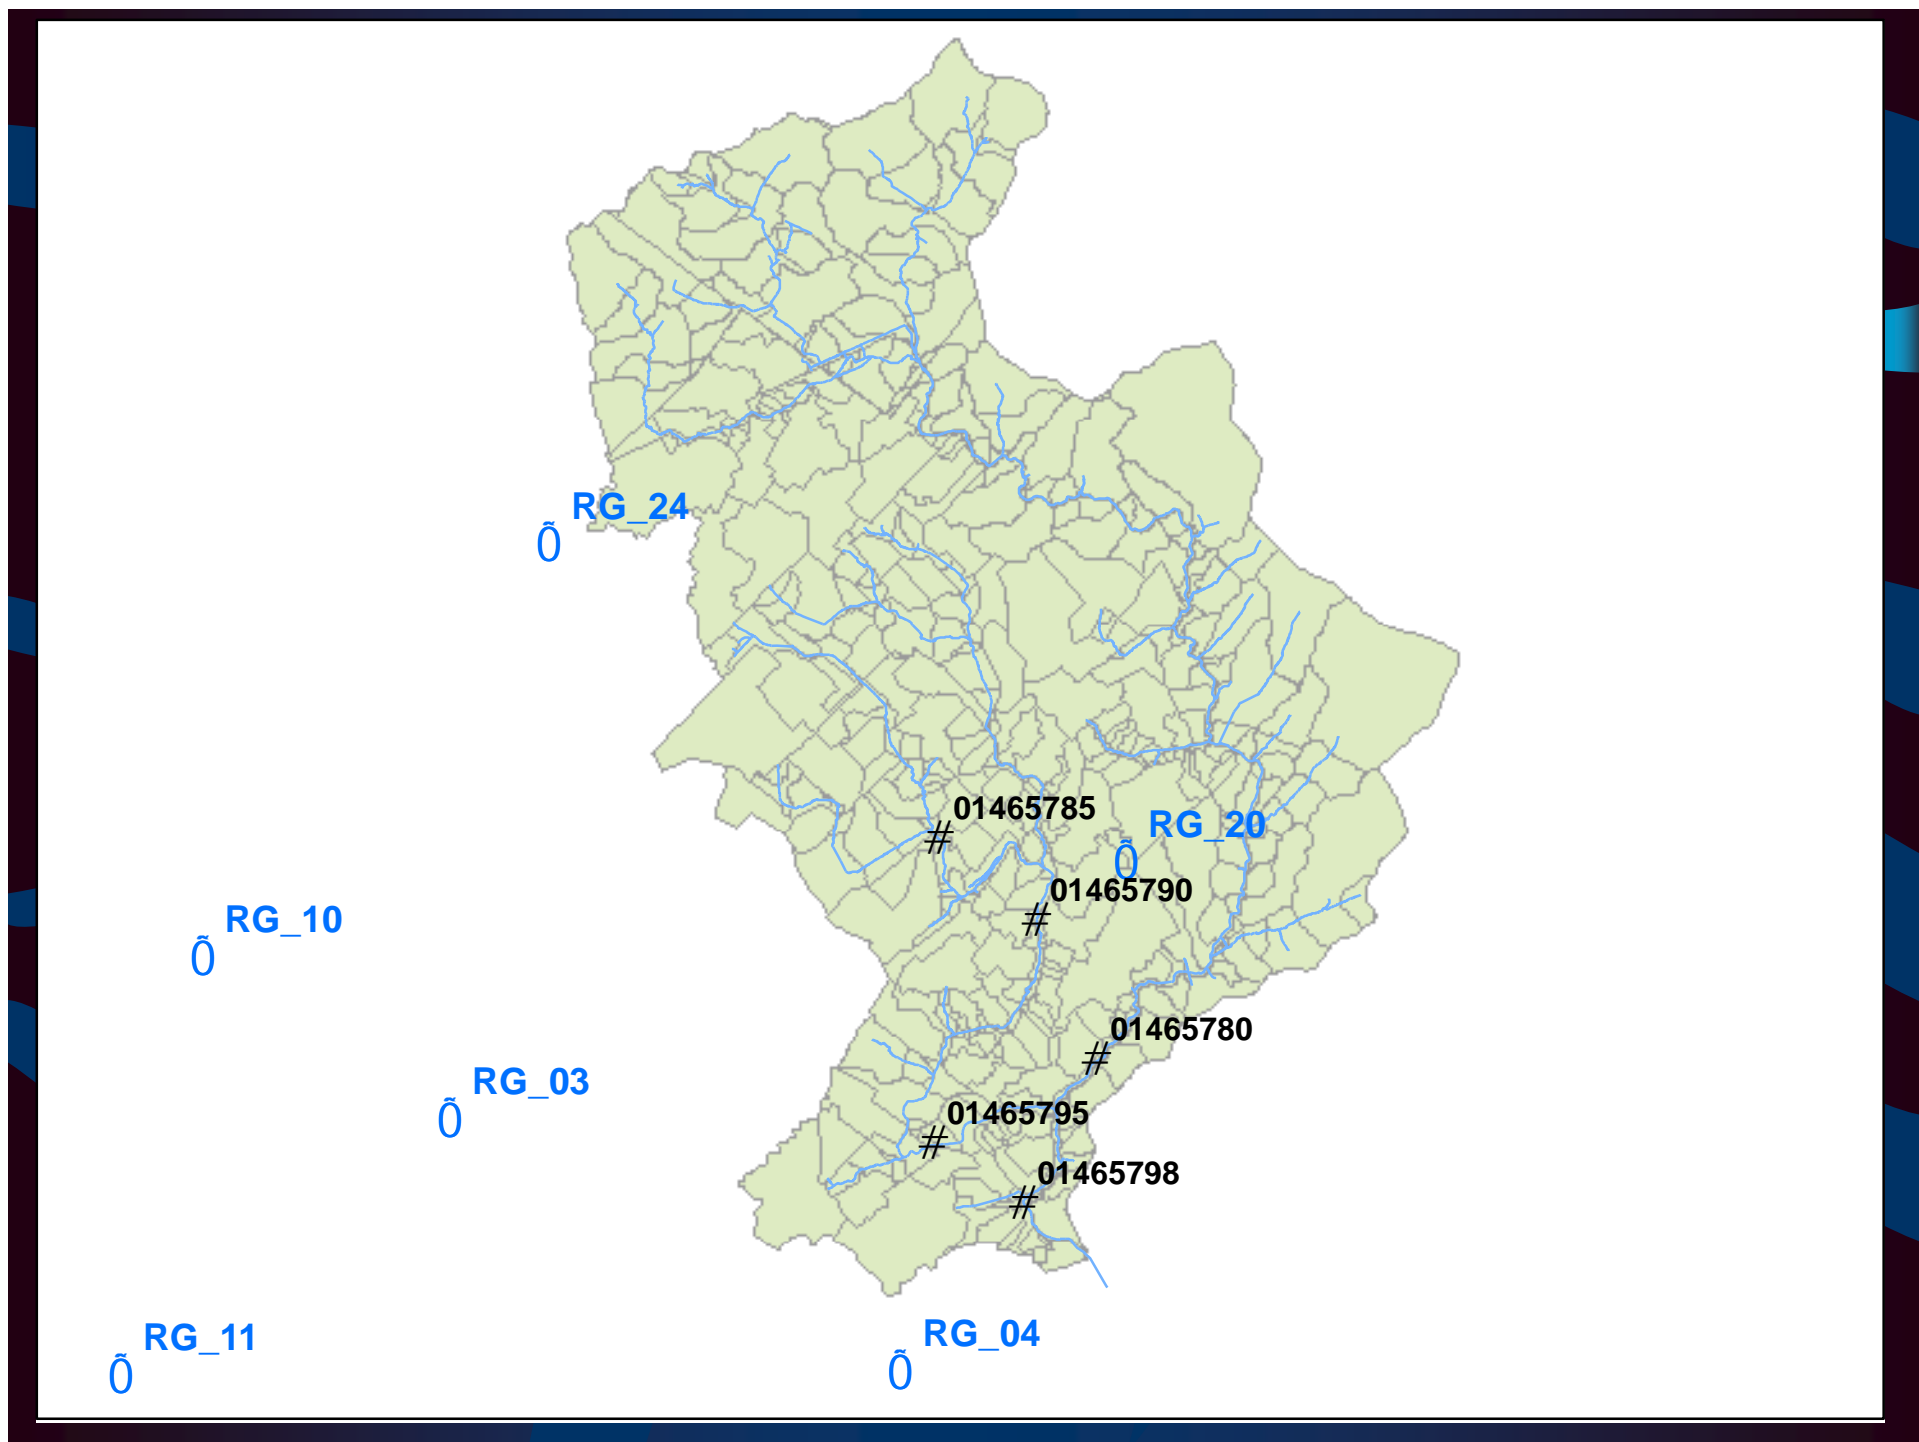 RG_24
Õ
01465785
#
RG_20
Õ
01465790
#
RG_10
Õ
01465780
#
RG_03
Õ
01465795
#
01465798
#
RG_11
Õ
RG_04
Õ